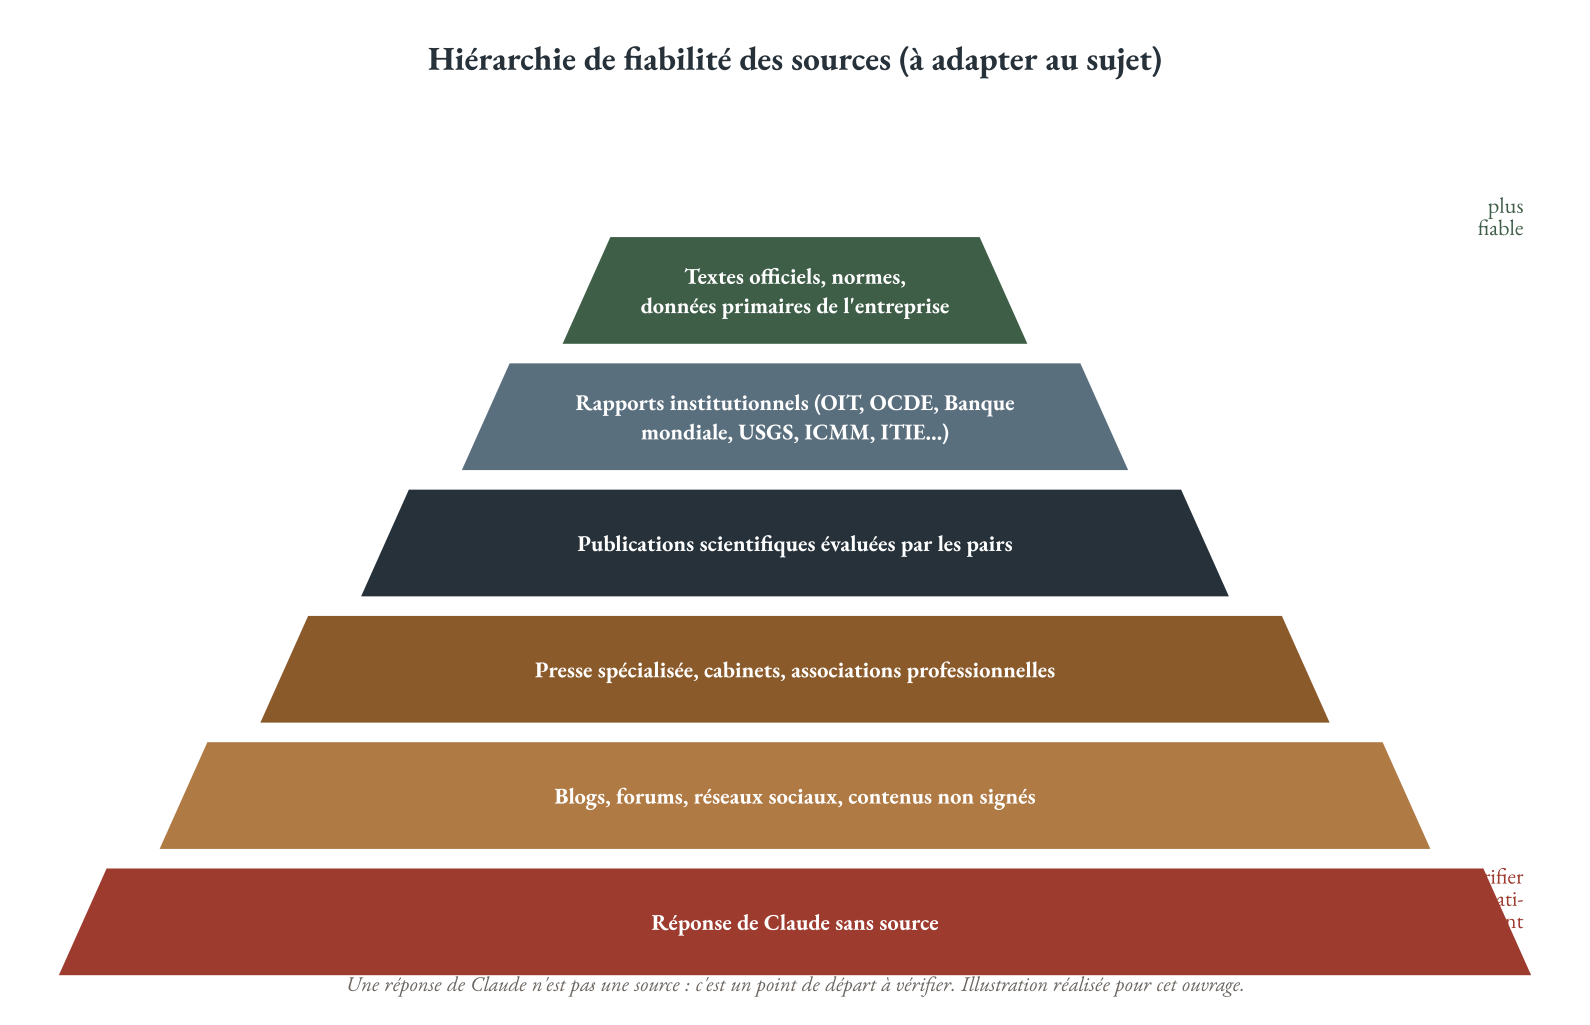 Hiérarchie de fiabilité des sources (à adapter au sujet)
plus
fiable
Textes officiels, normes,
données primaires de l'entreprise
Rapports institutionnels (OIT, OCDE, Banque
mondiale, USGS, ICMM, ITIE...)
Publications scientifiques évaluées par les pairs
Presse spécialisée, cabinets, associations professionnelles
Blogs, forums, réseaux sociaux, contenus non signés
Réponse de Claude sans source
Une réponse de Claude n'est pas une source : c'est un point de départ à vérifier. Illustration réalisée pour cet ouvrage.